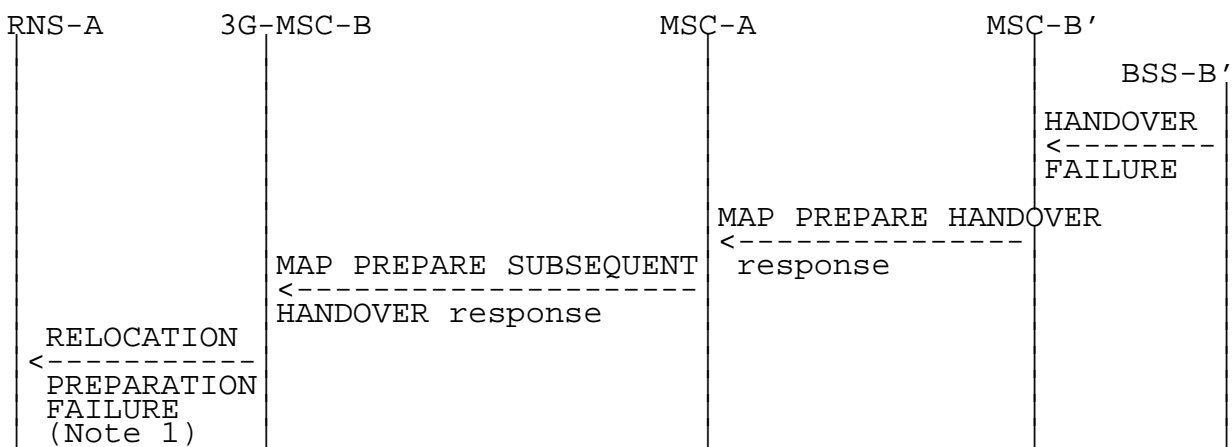 RNS-A 3G-MSC-B MSC-A MSC-B'
BSS-B'
HANDOVER
<--------
FAILURE
MAP PREPARE HANDOVER
<---------------
MAP PREPARE SUBSEQUENT response
<---------------------
HANDOVER response
RELOCATION
<-----------
PREPARATION
FAILURE
(Note 1)